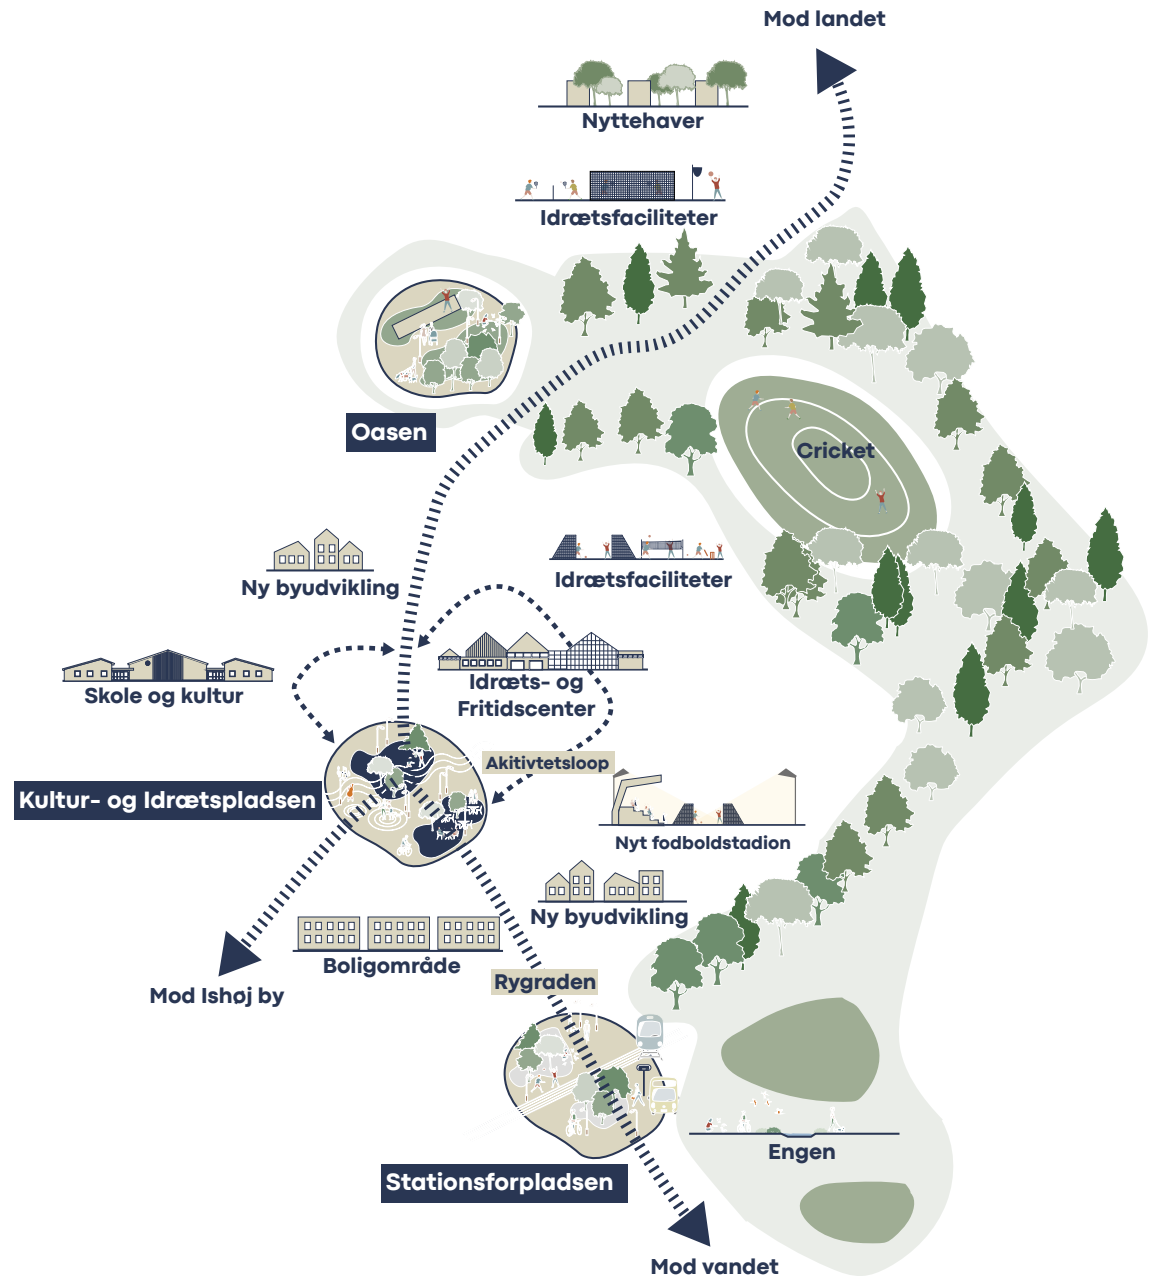 Mod landet
Nyttehaver
Idrætsfaciliteter
Oasen
Cricket
Ny byudvikling
Idrætsfaciliteter
Skole og kultur
Idræts- og
Fritidscenter
Akitivtetsloop
Kultur- og Idrætspladsen
Nyt fodboldstadion
Ny byudvikling
Boligområde
Rygraden
Mod Ishøj by
Engen
Stationsforpladsen
Mod vandet